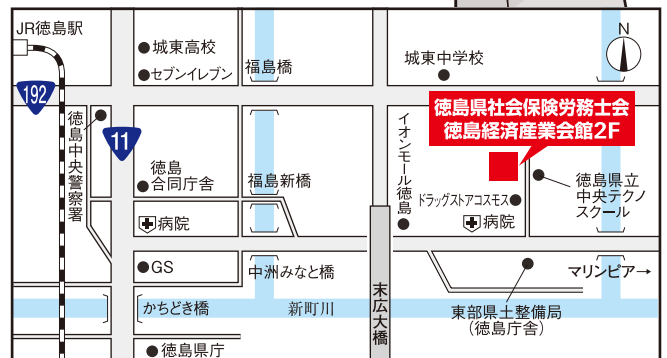 JR徳島駅
城東高校
セブンイレブン
福島橋
城東中学校
N
192
徳島中央警察署
11
徳島県社会保険労務士会
徳島経済産業会館2F
イオンモール徳島
徳島
合同庁舎
福島新橋
ドラッグストアコスモス
徳島県立
中央テクノ
スクール
病院
病院
GS
中洲みなと橋
マリンピア→
末広大橋
かちどき橋
新町川
東部県土整備局
(徳島庁舎)
徳島県庁